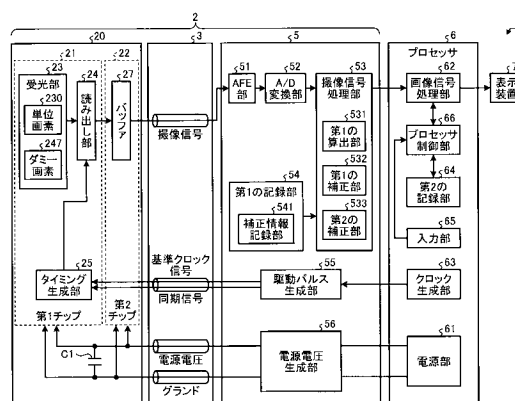 2
20
3
5
6
プロセッサ
21
22
23
受光部
230
単位
画素
247
ダミー
画素
24
読み出し部
27
バッファ
撮像信号
51
AFE
部
52
A/D
変換部
53
撮像信号
処理部
531
第1の
算出部
532
第1の
補正部
533
第2の
補正部
54
第1の記録部
541
補正情報
記録部
62
画像信号
処理部
66
プロセッサ
制御部
64
第2の
記録部
65
入力部
7
表示
装置
25
タイミング
生成部
第1チップ
第2
チップ
基準クロック
信号
同期信号
55
駆動パルス
生成部
63
クロック
生成部
C1
電源電圧
グランド
56
電源電圧
生成部
61
電源部